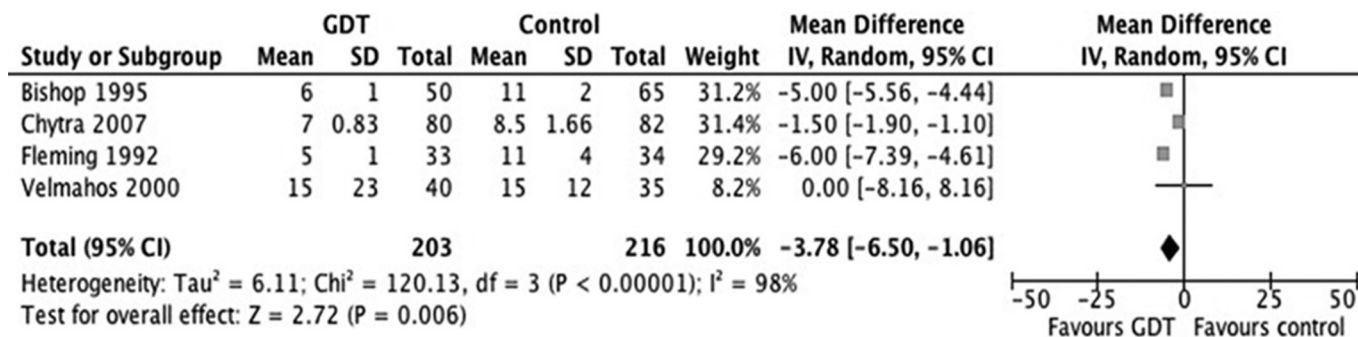 GDT Control Mean Difference Mean Difference
Study or Subgroup Mean SD Total Mean SD Total Weight IV, Random, 95% CI IV, Random, 95% CI
Bishop 1995 6 1 50 11 2 65 31.2% -5.00 [-5.56, -4.44]
Chytra 2007 7 0.83 80 8.5 1.66 82 31.4% -1.50 [-1.90, -1.10]
Fleming 1992 5 1 33 11 4 34 29.2% -6.00 [-7.39, -4.61]
Velmahos 2000 15 23 40 15 12 35 8.2% 0.00 [-8.16, 8.16]
Total (95% CI) 203 216 100.0% -3.78 [-6.50, -1.06]
Heterogeneity: Tau² = 6.11; Chi² = 120.13, df = 3 (P < 0.00001); I² = 98%
Test for overall effect: Z = 2.72 (P = 0.006)
-50 -25 0 25 50
Favours GDT Favours control